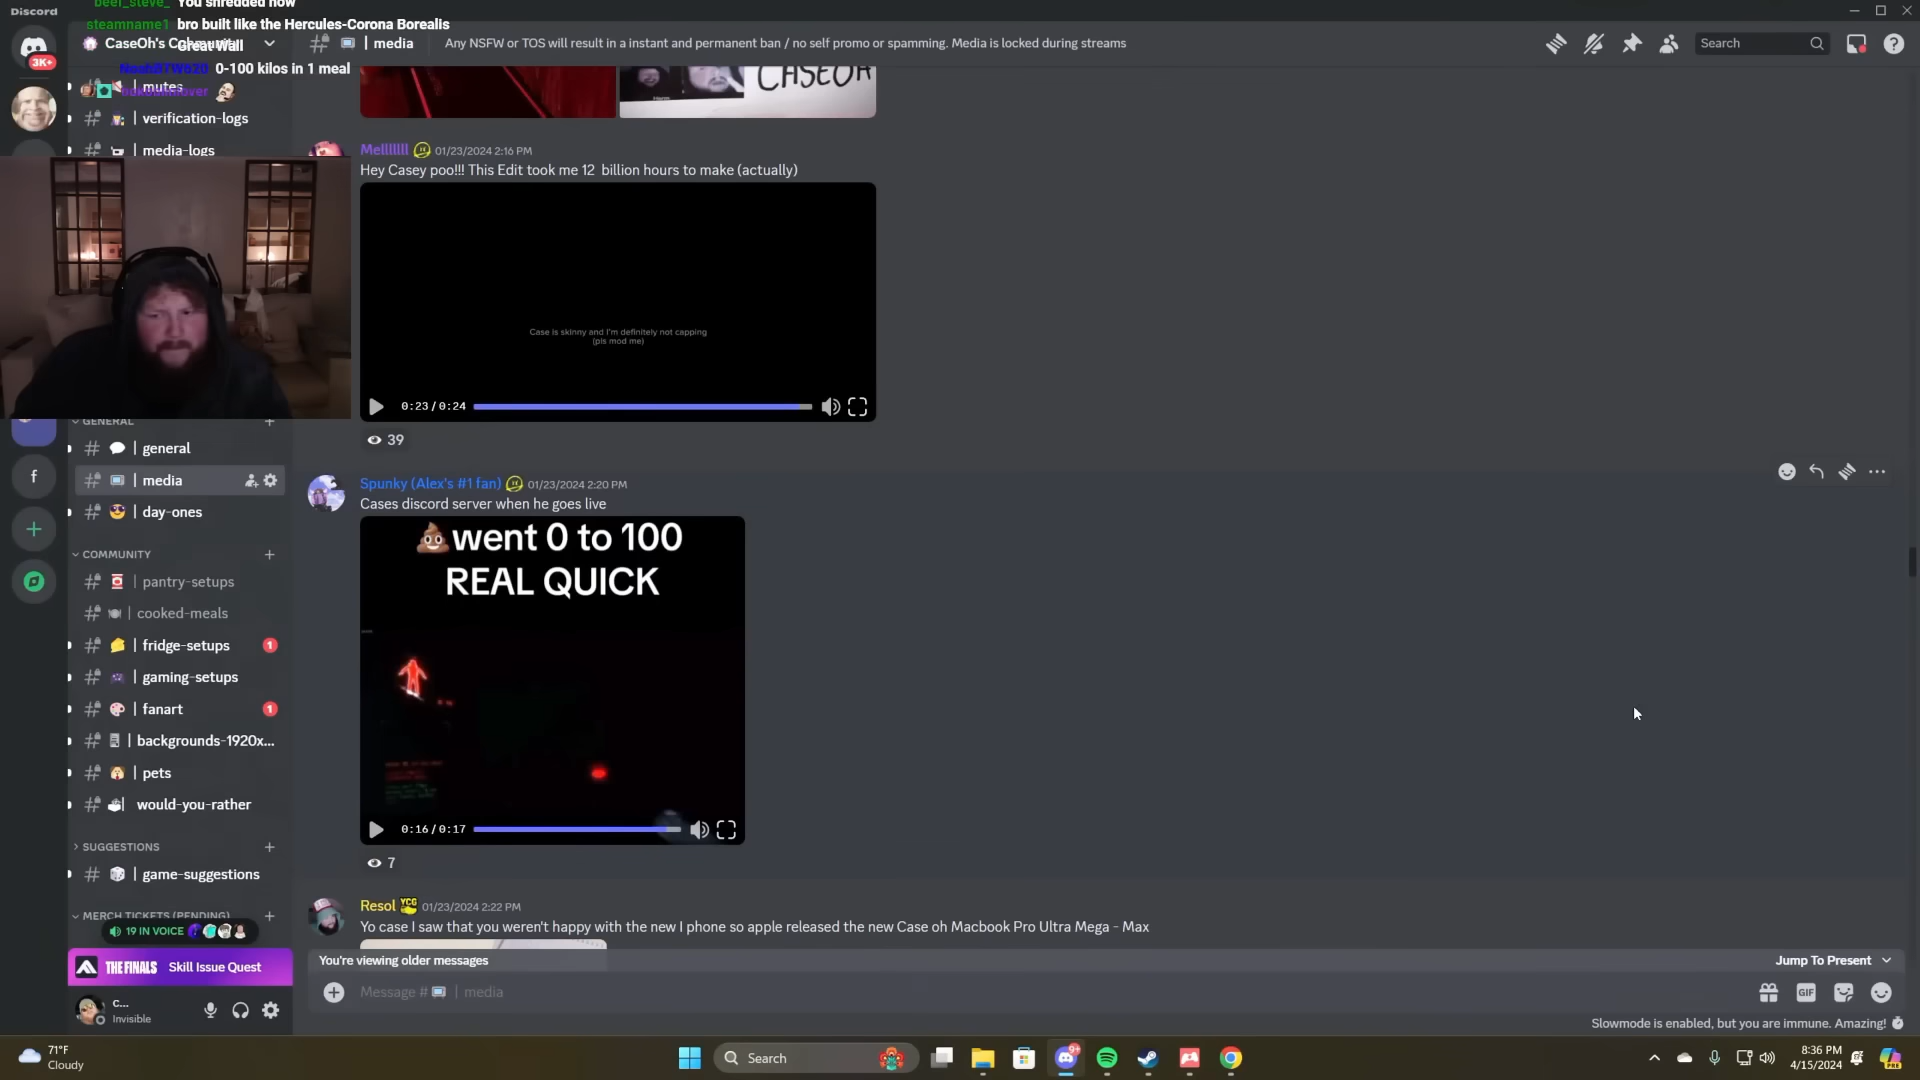 Discord
beef_steve_ You shredded now
steamname1 bro built like the Hercules-Corona Borealis
Great Wall
0-100 kilos in 1 meal
3K+
mutes
verification-logs
media-logs
GENERAL
general
media
day-ones
COMMUNITY
pantry-setups
cooked-meals
fridge-setups 1
gaming-setups
fanart 1
backgrounds-1920x...
pets
would-you-rather
SUGGESTIONS
game-suggestions
MERCH TICKETS (PENDING)
19 IN VOICE
THE FINALS Skill Issue Quest
C...
Invisible
f
| media
Any NSFW or TOS will result in a instant and permanent ban / no self promo or spamming. Media is locked during streams
Search
CASEOH
Melllllll 01/23/2024 2:16 PM
Hey Casey poo!!! This Edit took me 12 billion hours to make (actually)
Case is skinny and I'm definitely not capping
(pls mod me)
0:23/0:24
39
Spunky (Alex's #1 fan) 01/23/2024 2:20 PM
Cases discord server when he goes live
💩went 0 to 100
REAL QUICK
0:16/0:17
7
Resol YCG 01/23/2024 2:22 PM
Yo case I saw that you weren't happy with the new I phone so apple released the new Case oh Macbook Pro Ultra Mega - Max
You're viewing older messages
Jump To Present
Message # | media
GIF
Slowmode is enabled, but you are immune. Amazing!
71°F
Cloudy
Search
9+
8:36 PM
4/15/2024
PRE